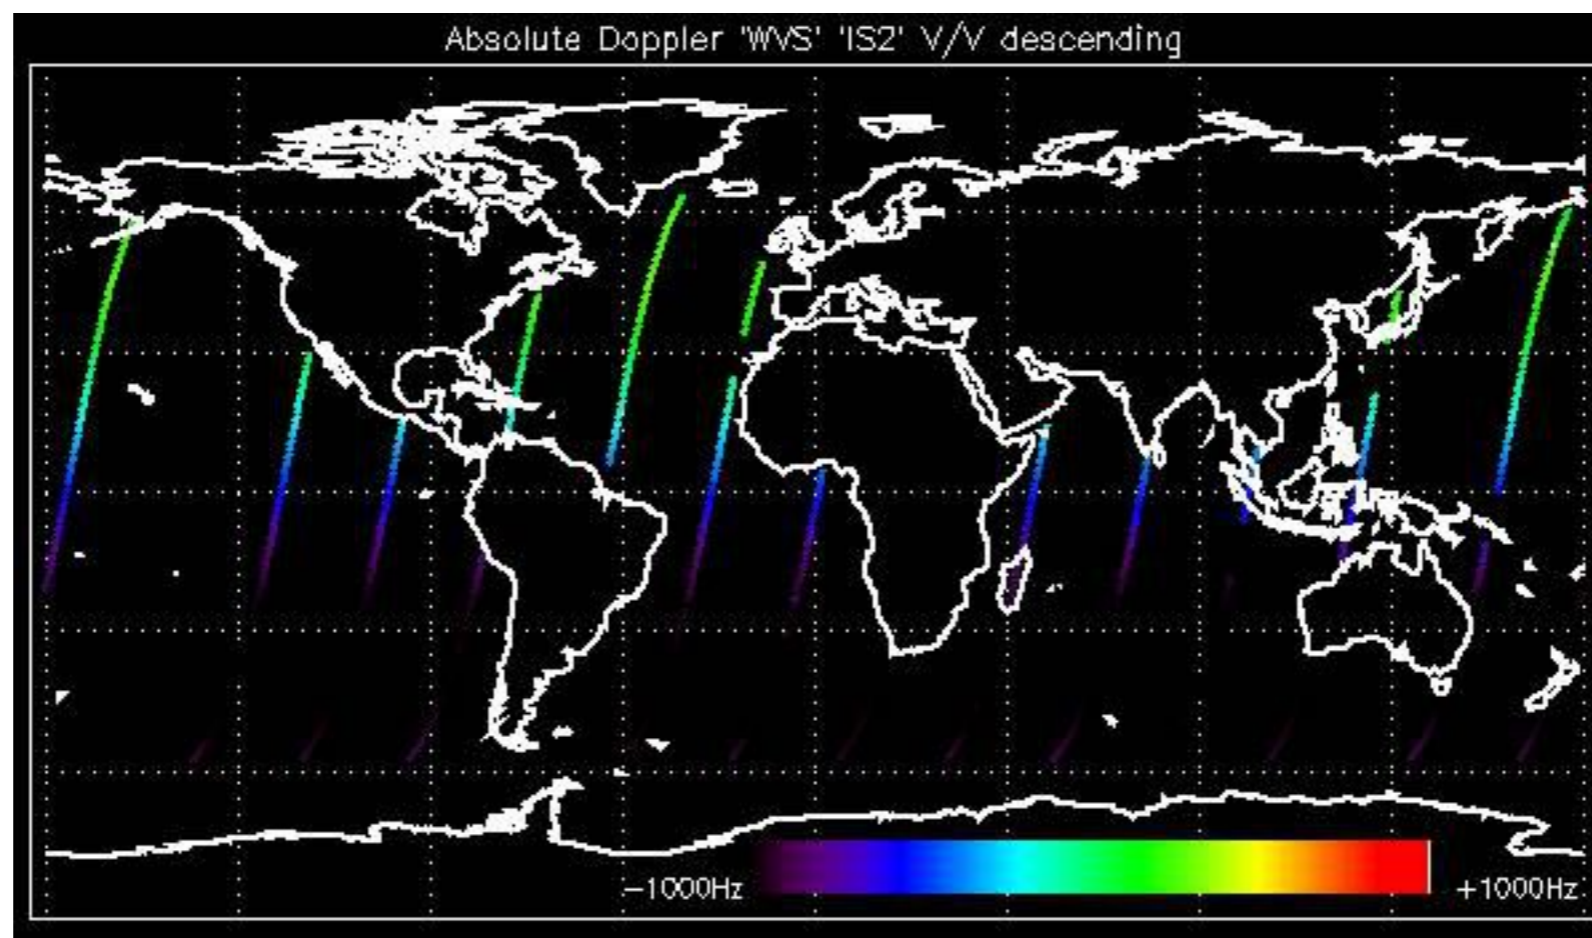 Absolute Doppler 'WVS' 'IS2' V/V descending
−1000Hz
+1000Hz